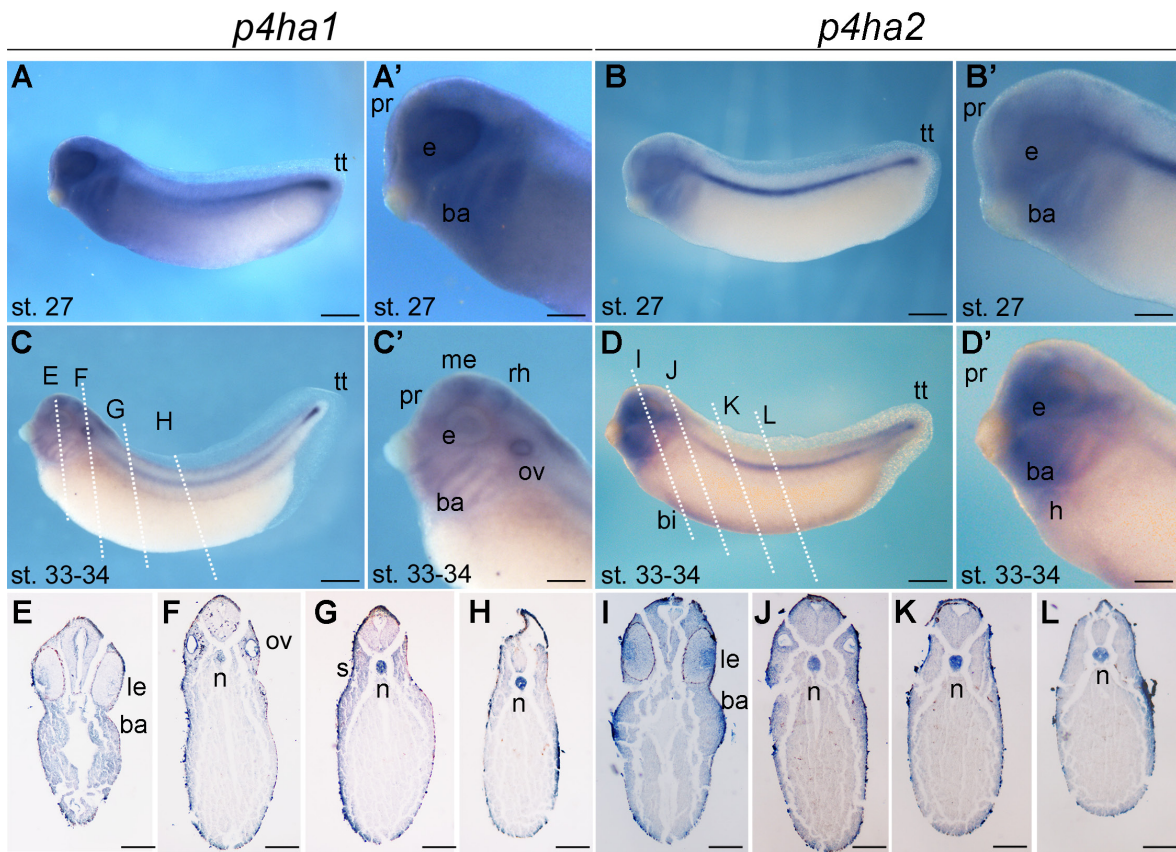 p4ha1 p4ha2
A A’ B B’
pr pr
tt tt
e e
ba ba
st. 27 st. 27 st. 27 st. 27
C C’ D D’
me I
E F rh J pr
pr tt K tt
G H L
e e
ov
ba ba
bi h
st. 33-34 st. 33-34 st. 33-34 st. 33-34
E F G H I J K L
ov
s n n n n n n
le le
ba ba